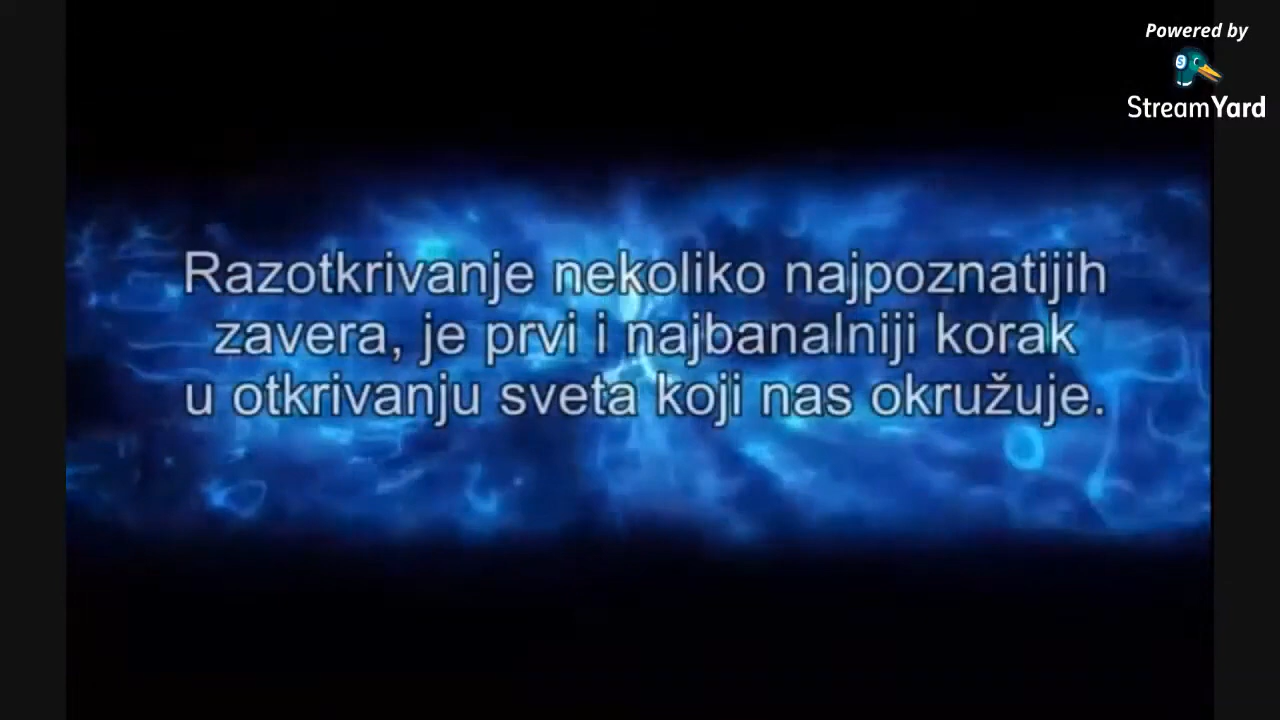 Powered by
S
StreamYard
Razotkrivanje nekoliko najpoznatijih
zavera, je prvi i najbanalniji korak
u otkrivanju sveta koji nas okružuje.